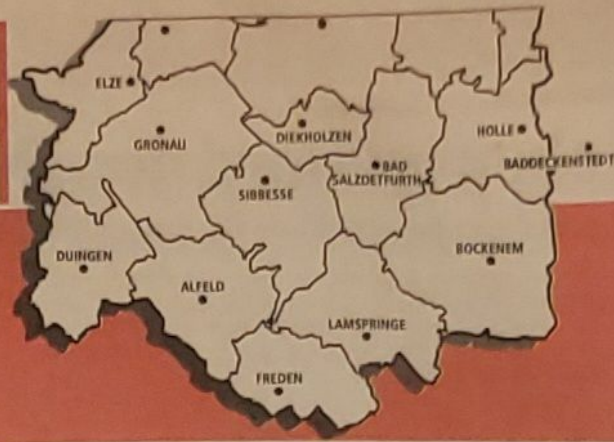 ELZE
GRONAU
DIEKHOLZEN
HOLLE
BADDECKENSTEDT
BAD
SALZDETFURTH
SIBBESSE
DUINGEN
BOCKENEM
ALFELD
LAMSPRINGE
FREDEN